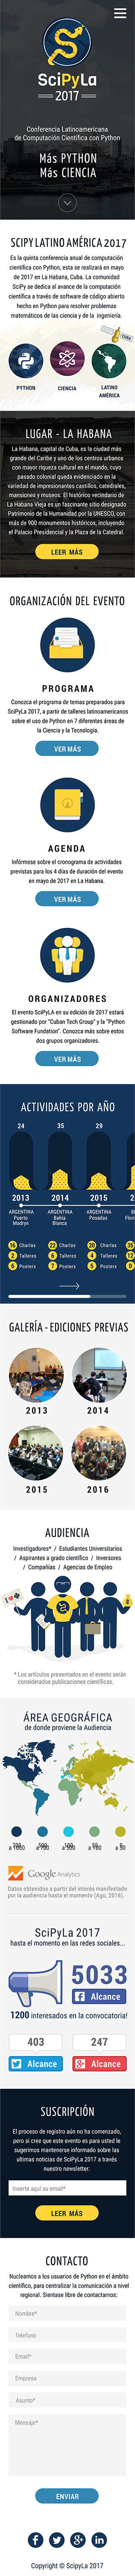 SciPyLa
2017
Conferencia Latinoamericana
de Computación Científica con Python
Más PYTHON
Más CIENCIA
SCIPY LATINO AMÉRICA 2017
Es la quinta conferencia anual de computación
científica con Python, esta se realizará en mayo
de 2017 en La Habana, Cuba. La comunidad
SciPy se dedica al avance de la computación
científica a través de software de código abierto
hecho en Python para resolver problemas
matemáticos de la ciencia y de la ingeniería.
CUBA
PYTHON
CIENCIA
LATINO
AMÉRICA
LUGAR - LA HABANA
La Habana, capital de Cuba, es la ciudad más
grande del Caribe y uno de los núcleos urbanos
con mayor riqueza cultural en el mundo, cuyo
pasado colonial quedó plasmado en la
variedad de impresionantes castillos, catedrales,
mansiones y museos. El histórico vecindario de
La Habana Vieja es un fascinante sitio designado
Patrimonio de la Humanidad por la UNESCO, con
más de 900 monumentos históricos, incluyendo
el Palacio Presidencial y la Plaza de la Catedral.
LEER MÁS
ORGANIZACIÓN DEL EVENTO
PROGRAMA
Conozca el programa de temas preparados para
SciPyLa 2017, a partir de talleres latinoamericanos
sobre el uso de Python en 7 diferentes áreas de
la Ciencia y la Tecnología.
VER MÁS
AGENDA
Infórmese sobre el cronograma de actividades
previstas para los 4 días de duración del evento
en mayo de 2017 en La Habana.
VER MÁS
ORGANIZADORES
El evento SciPyLA en su edición de 2017 estará
gestionado por "Cuban Tech Group" y la "Python
Software Fundation". Conozca más sobre estos
dos grupos organizadores.
VER MÁS
ACTIVIDADES POR AÑO
24 35 29
2013 2014 2015 2
ARGENTINA ARGENTINA ARGENTINA
Puerto Bahía Posadas
Madryn Blanca
18 Charlas 22 Charlas 20 Charlas
2 Talleres 6 Talleres 4 Talleres
6 Posters 7 Posters 5 Posters
GALERÍA - EDICIONES PREVIAS
2013
2014
2015
2016
AUDIENCIA
Investigadores* / Estudiantes Universitarios
/ Aspirantes a grado científico / Inversores
/ Compañías / Agencias de Empleo
* Los artículos presentados en el evento serán
considerados publicaciones científicas.
ÁREA GEOGRÁFICA
de donde proviene la Audiencia
Google Analytics
Datos obtenidos a partir del interés manifestado
por la audiencia hasta el momento (Ago, 2016).
SciPyLa 2017
hasta el momento en las redes sociales...
5033
Alcance
1200 interesados en la convocatoria!
403
Alcance
247
Alcance
SUSCRIPCIÓN
El proceso de registro aún no ha comenzado,
pero si cree que este evento es para usted le
sugerimos mantenerse informado sobre las
ultimas noticias de SciPyLa 2017 a través
nuestro newsletter:
Inserte aquí su email*
LEER MÁS
CONTACTO
Nucleamos a los usuarios de Python en el ámbito
científico, para centralizar la comunicación a nivel
regional. Sientase libre de contactarnos:
Nombre*
Telefono
Email*
Empresa
Asunto*
Mensaje*
ENVIAR
Copyright © ScipyLa 2017